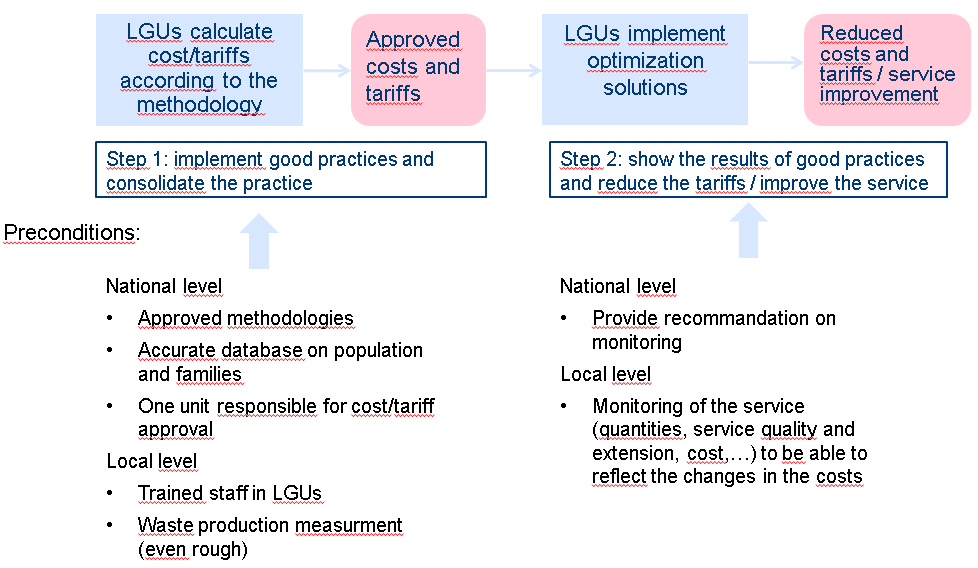 LGUs calculate
cost/tariffs
according to the
methodology
Approved
costs and
tariffs
LGUs implement
optimization
solutions
Reduced
costs and
tariffs / service
improvement
Step 1: implement good practices and
consolidate the practice
Step 2: show the results of good practices
and reduce the tariffs / improve the service
Preconditions:
National level
• Approved methodologies
• Accurate database on population
and families
• One unit responsible for cost/tariff
approval
Local level
• Trained staff in LGUs
• Waste production measurment
(even rough)
National level
• Provide recommandation on
monitoring
Local level
• Monitoring of the service
(quantities, service quality and
extension, cost,…) to be able to
reflect the changes in the costs